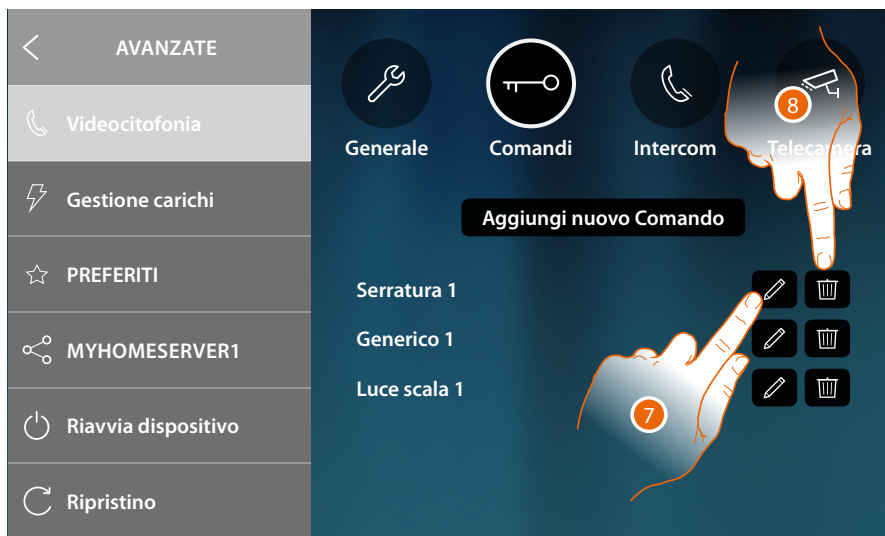 AVANZATE
Videocitofonia
Gestione carichi
PREFERITI
MYHOMESERVER1
Riavvia dispositivo
Ripristino
Generale Comandi Intercom Telecamera
8
Aggiungi nuovo Comando
Serratura 1
Generico 1
Luce scala 1
7